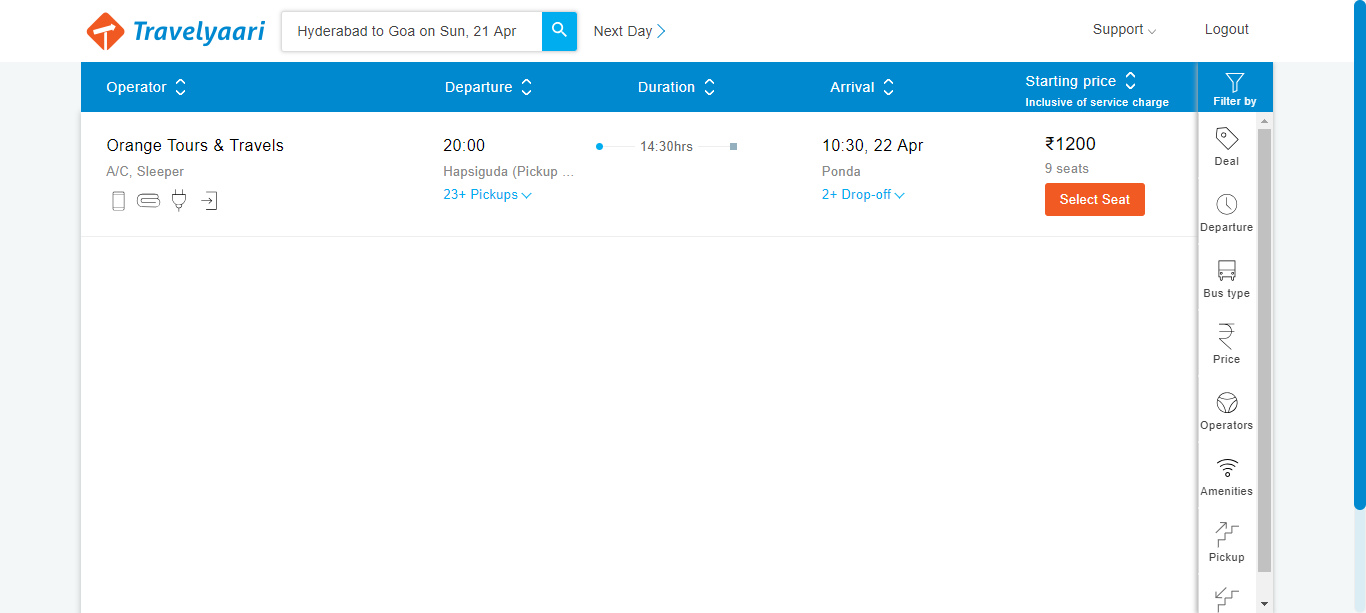 Travelyaari
Hyderabad to Goa on Sun, 21 Apr
Next Day
Support
Logout
Operator
Departure
Duration
Arrival
Starting price
Inclusive of service charge
Filter by
Orange Tours & Travels
20:00
14:30hrs
10:30, 22 Apr
₹1200
A/C, Sleeper
Hapsiguda (Pickup ...
Ponda
9 seats
23+ Pickups
2+ Drop-off
Select Seat
Deal
Departure
Bus type
Price
Operators
Amenities
Pickup